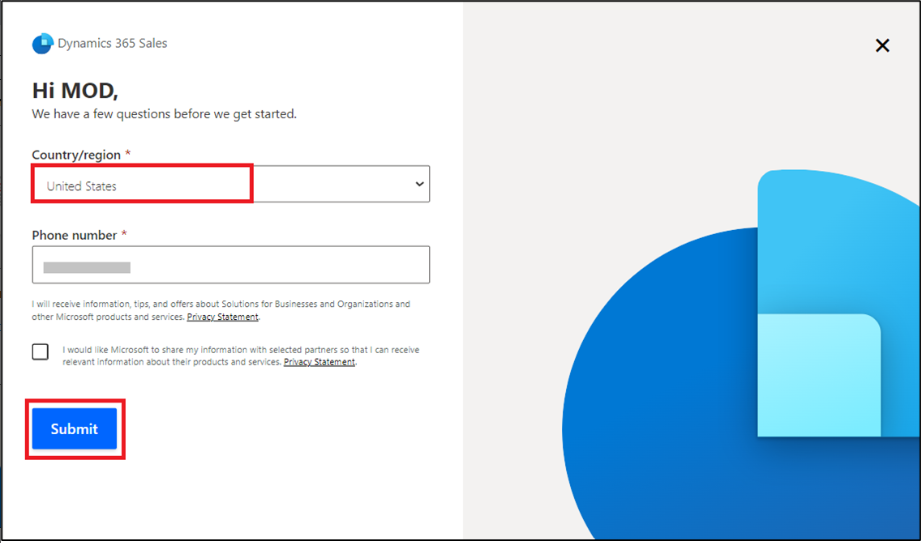 Dynamics 365 Sales
Hi MOD,
We have a few questions before we get started.
Country/region *
United States
Phone number *
I will receive information, tips, and offers about Solutions for Businesses and Organizations and
other Microsoft products and services. Privacy Statement.
I would like Microsoft to share my information with selected partners so that I can receive
relevant information about their products and services. Privacy Statement.
Submit